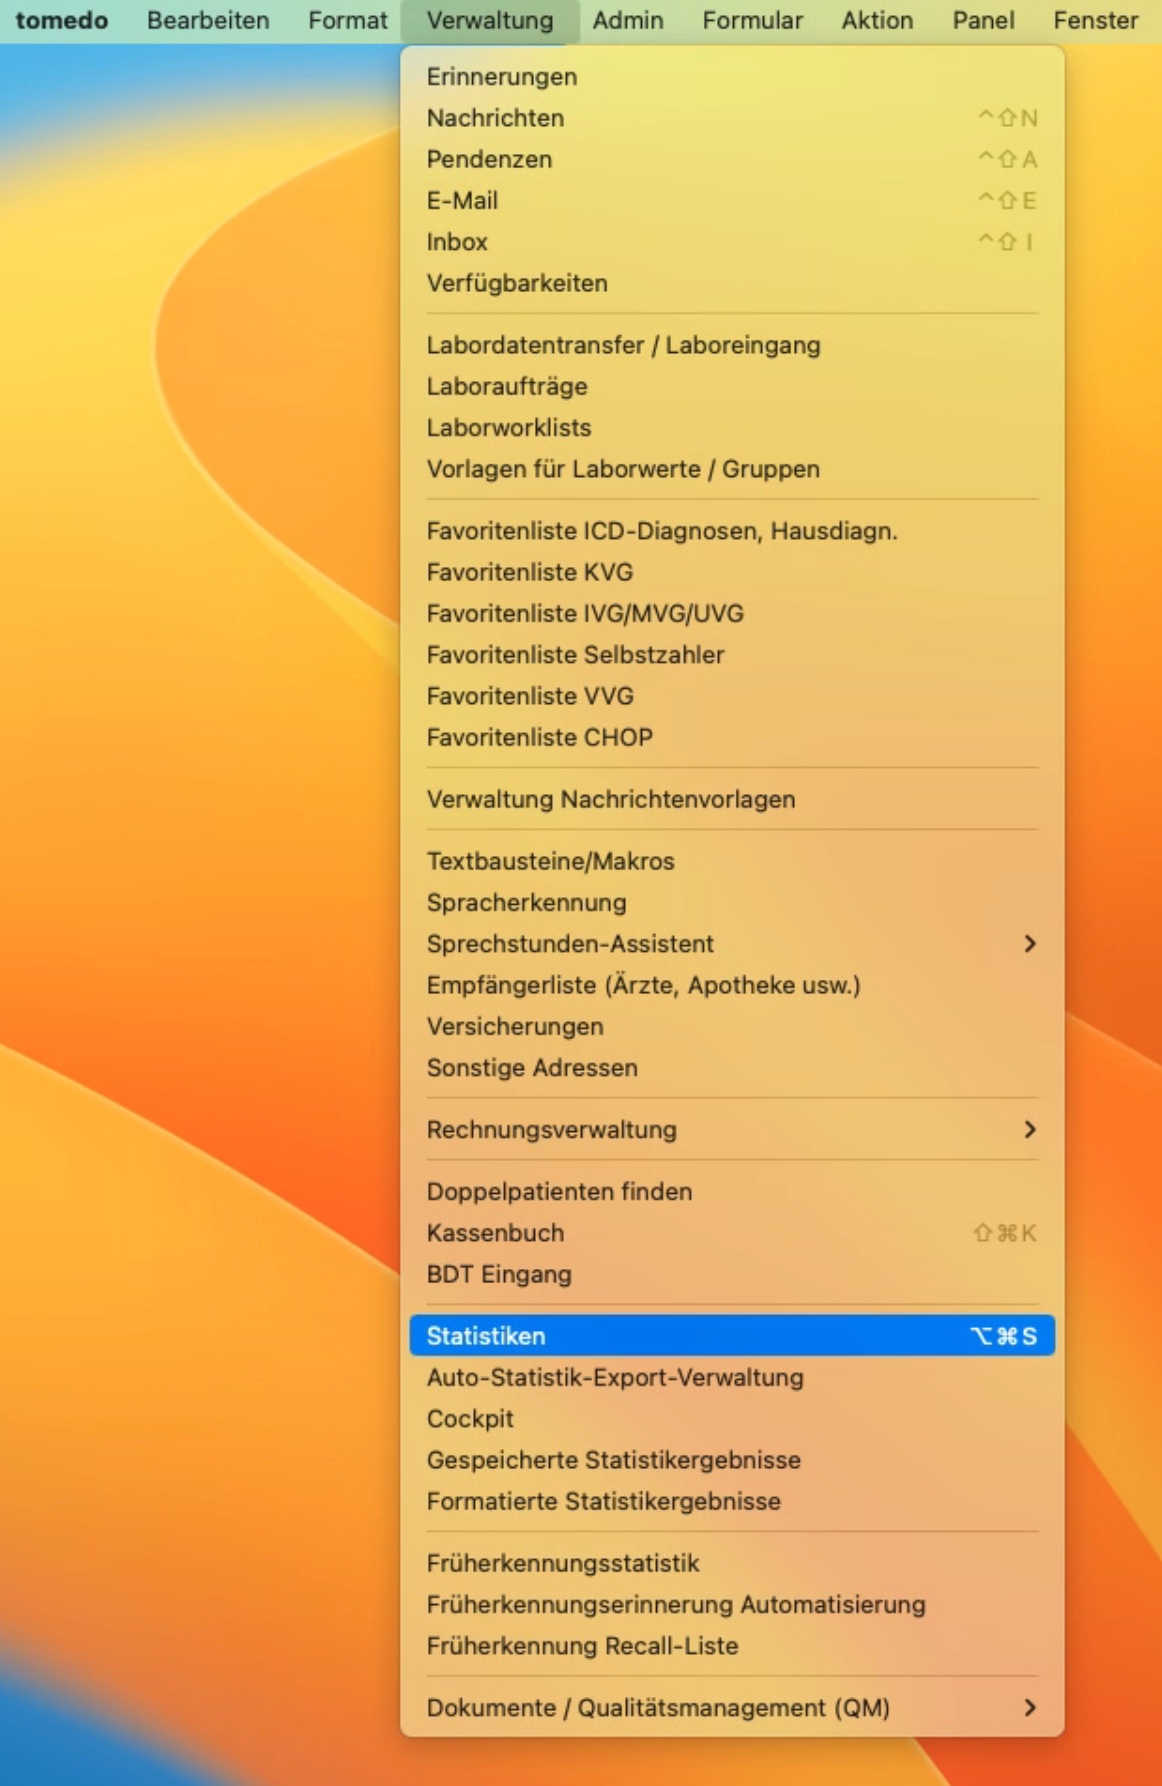 tomedo Bearbeiten Format Verwaltung Admin Formular Aktion Panel Fenster
Erinnerungen
Nachrichten ^⇧N
Pendenzen ^⇧A
E-Mail ^⇧E
Inbox ^⇧I
Verfügbarkeiten
Labordatentransfer / Laboreingang
Laboraufträge
Laborworklists
Vorlagen für Laborwerte / Gruppen
Favoritenliste ICD-Diagnosen, Hausdiagn.
Favoritenliste KVG
Favoritenliste IVG/MVG/UVG
Favoritenliste Selbstzahler
Favoritenliste VVG
Favoritenliste CHOP
Verwaltung Nachrichtenvorlagen
Textbausteine/Makros
Spracherkennung
Sprechstunden-Assistent
Empfängerliste (Ärzte, Apotheke usw.)
Versicherungen
Sonstige Adressen
Rechnungsverwaltung
Doppelpatienten finden
Kassenbuch ⇧⌘K
BDT Eingang
Statistiken ⌥⌘S
Auto-Statistik-Export-Verwaltung
Cockpit
Gespeicherte Statistikergebnisse
Formatierte Statistikergebnisse
Früherkennungsstatistik
Früherkennungserinnerung Automatisierung
Früherkennung Recall-Liste
Dokumente / Qualitätsmanagement (QM)